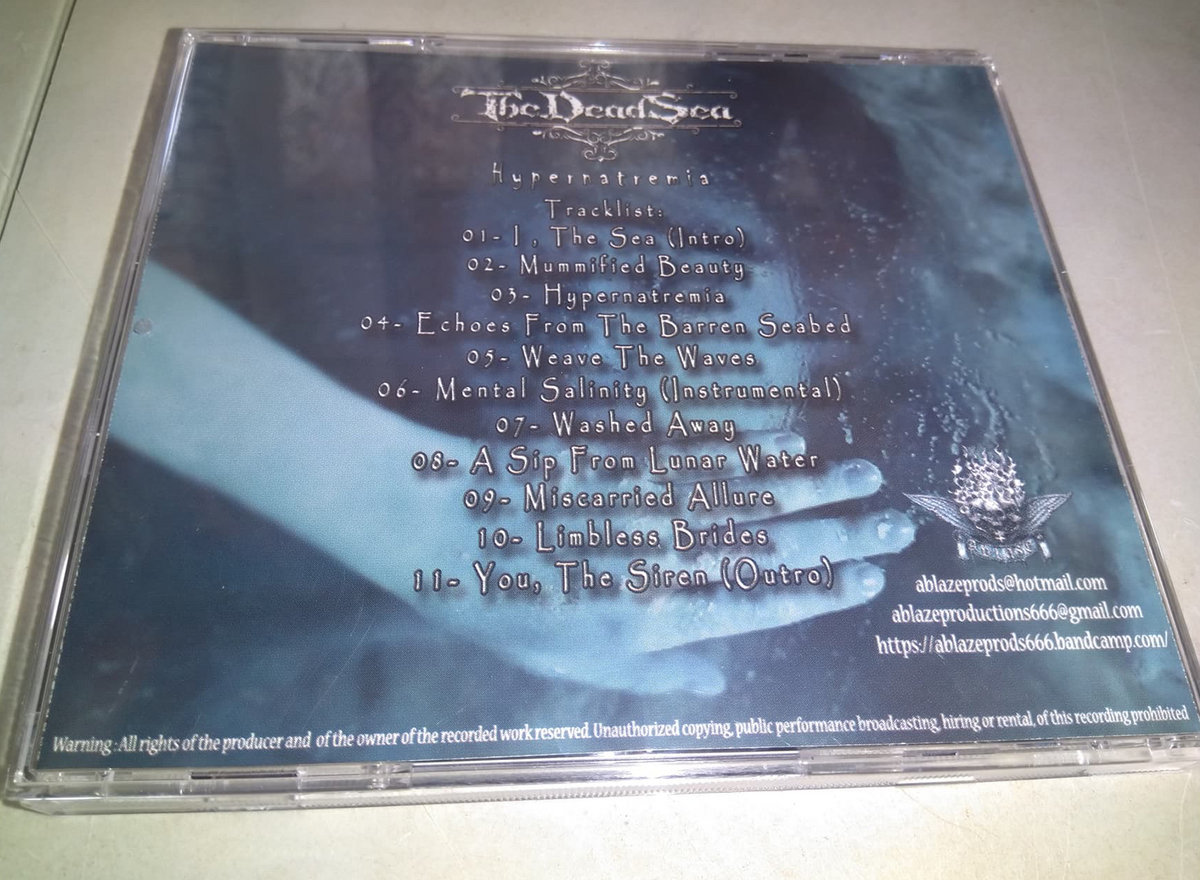 The Dead Sea
Hypernatremia
Tracklist:
01- I , The Sea (Intro)
02- Mummified Beauty
03- Hypernatremia
04- Echoes From The Barren Seabed
05- Weave The Waves
06- Mental Salinity (Instrumental)
07- Washed Away
08- A Sip From Lunar Water
09- Miscarried Allure
10- Limbless Brides
11- You, The Siren (Outro)
ablazeprods@hotmail.com
ablazeproductions666@gmail.com
https://ablazeprods666.bandcamp.com/
Warning :All rights of the producer and of the owner of the recorded work reserved. Unauthorized copying, public performance broadcasting, hiring or rental, of this recording prohibited